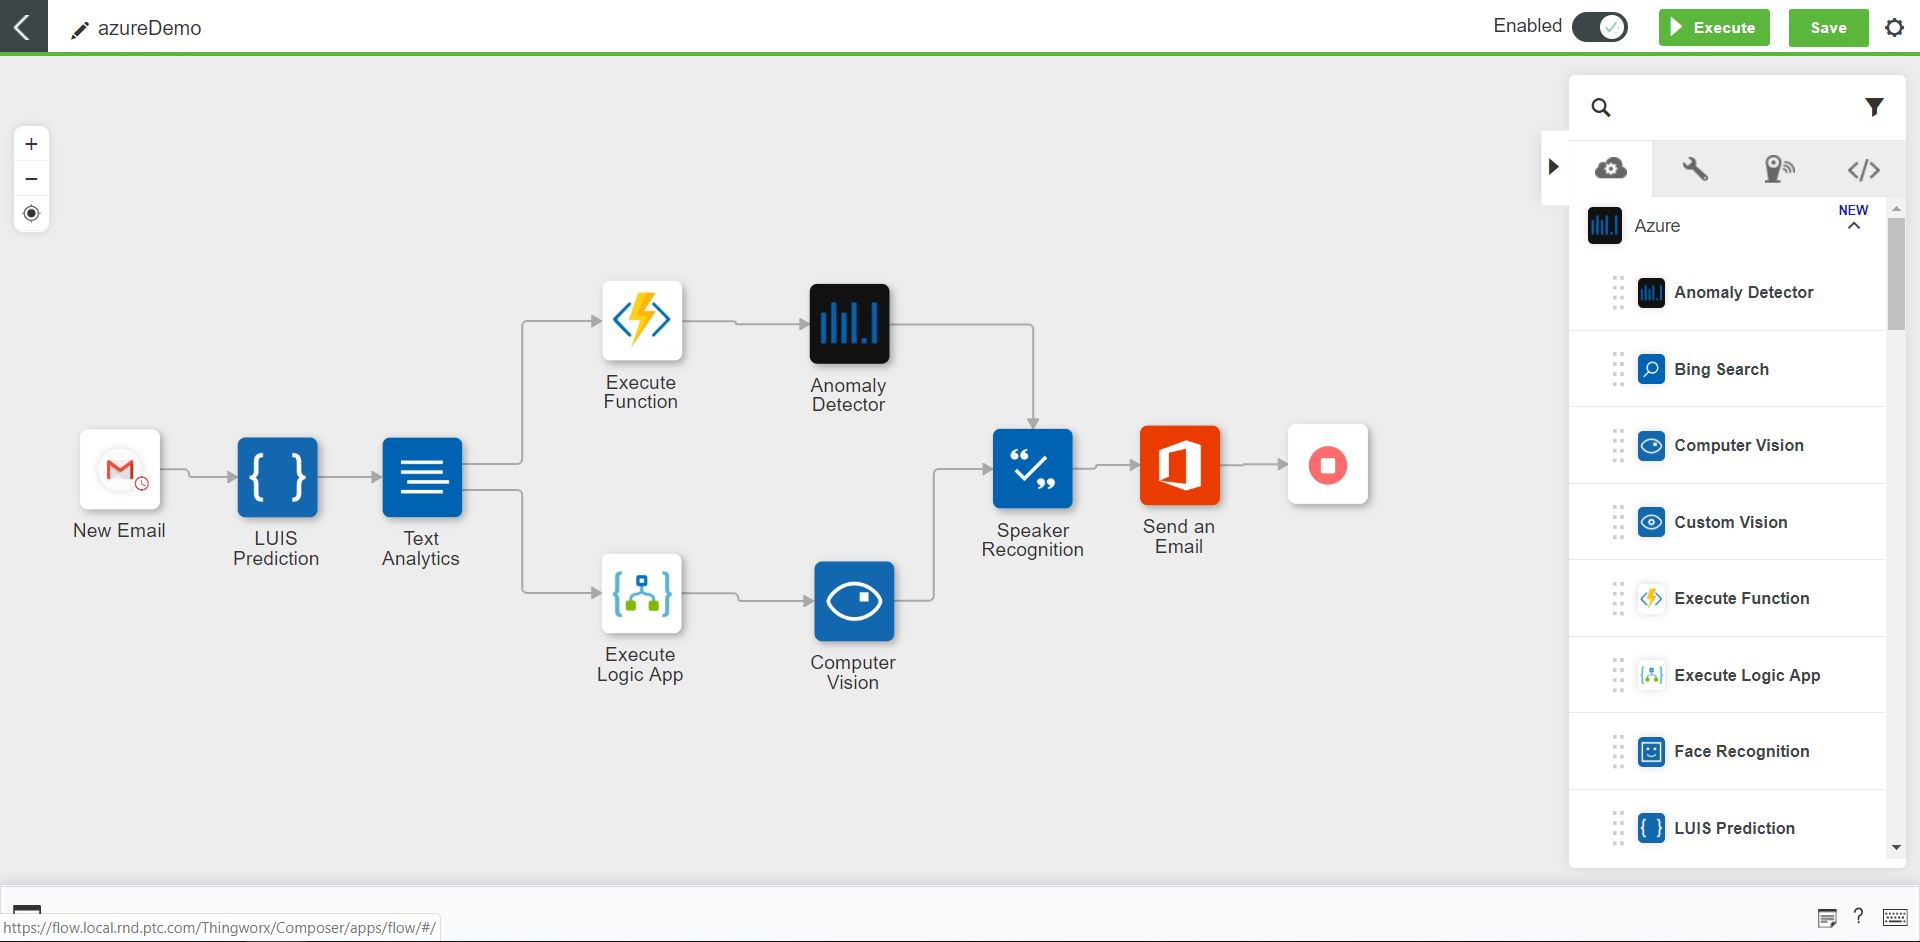 azureDemo
Enabled
Execute
Save
NEW
Azure
Anomaly Detector
Bing Search
Computer Vision
Custom Vision
Execute Function
Execute Logic App
Face Recognition
LUIS Prediction
New Email
LUIS
Prediction
Text
Analytics
Execute
Function
Anomaly
Detector
Execute
Logic App
Computer
Vision
Speaker
Recognition
Send an
Email
https://flow.local.rnd.ptc.com/Thingworx/Composer/apps/flow/#/
?